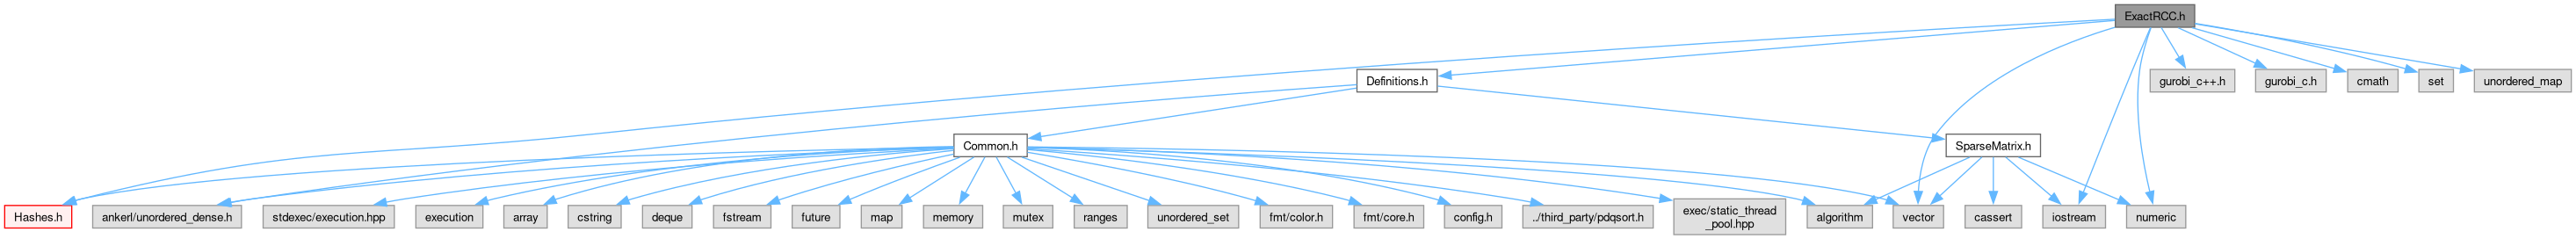 ExactRCC.h
Definitions.h
gurobi_c++.h
gurobi_c.h
cmath
set
unordered_map
Common.h
SparseMatrix.h
Hashes.h
ankerl/unordered_dense.h
stdexec/execution.hpp
execution
array
cstring
deque
fstream
future
map
memory
mutex
ranges
unordered_set
fmt/color.h
fmt/core.h
config.h
../third_party/pdqsort.h
exec/static_thread
_pool.hpp
algorithm
vector
cassert
iostream
numeric